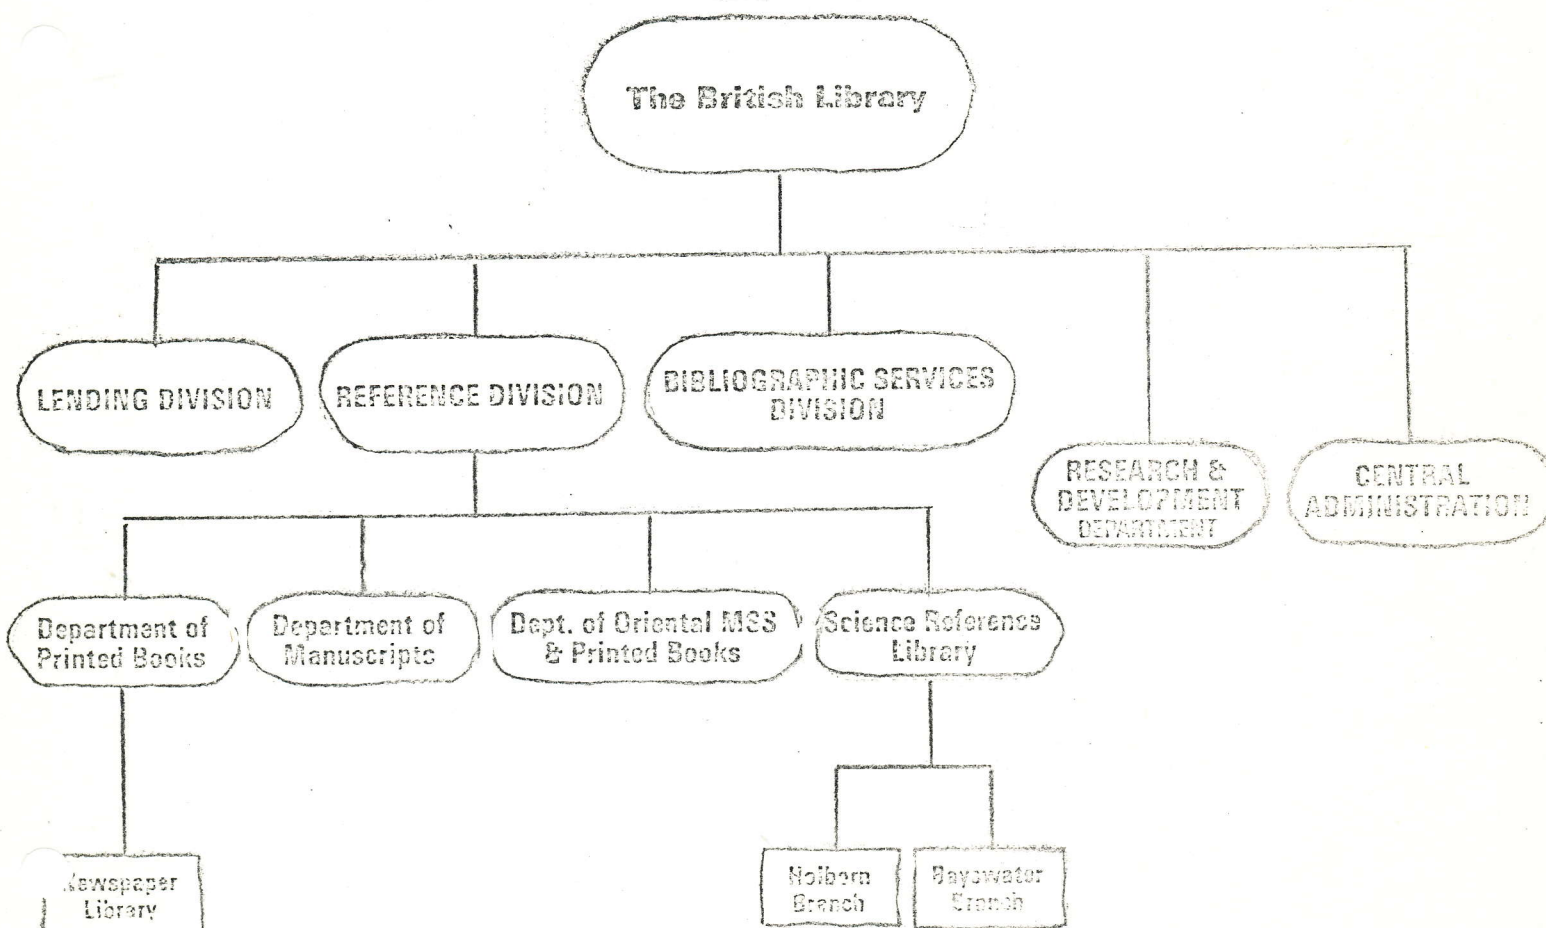 The British Library
LENDING DIVISION
REFERENCE DIVISION
BIBLIOGRAPHIC SERVICES
DIVISION
RESEARCH &
DEVELOPMENT
DEPARTMENT
CENTRAL
ADMINISTRATION
Department of
Printed Books
Department of
Manuscripts
Dept. of Oriental MSS
& Printed Books
Science Reference
Library
Newspaper
Library
Holborn
Branch
Bayswater
Branch